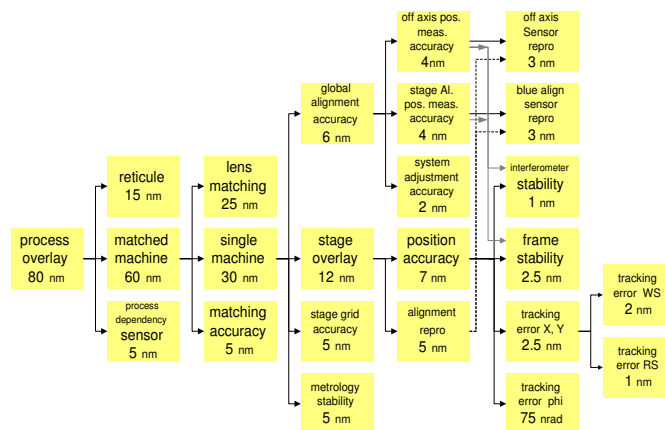 off axis pos.
meas.
accuracy
4nm
off axis
Sensor
repro
3 nm
global
alignment
accuracy
6 nm
stage Al.
pos. meas.
accuracy
4 nm
blue align
sensor
repro
3 nm
system
adjustment
accuracy
2 nm
interferometer
stability
1 nm
reticule
15 nm
lens
matching
25 nm
process
overlay
80 nm
matched
machine
60 nm
single
machine
30 nm
stage
overlay
12 nm
position
accuracy
7 nm
frame
stability
2.5 nm
process dependency
sensor
5 nm
matching
accuracy
5 nm
stage grid
accuracy
5 nm
alignment
repro
5 nm
tracking
error X, Y
2.5 nm
tracking
error WS
2 nm
tracking
error RS
1 nm
metrology
stability
5 nm
tracking
error phi
75 nrad